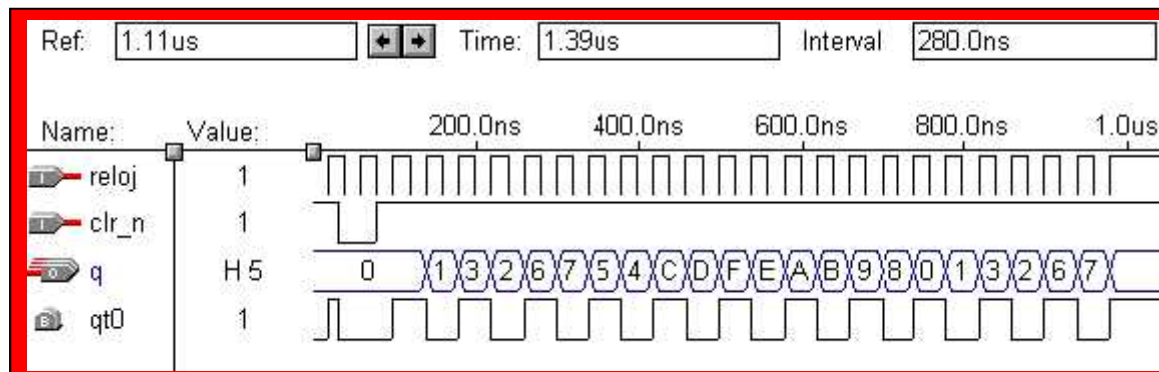 Ref: 1.11us Time: 1.39us Interval 280.0ns
Name: Value: 200.0ns 400.0ns 600.0ns 800.0ns 1.0us
I reloj 1
I clr_n 1
O q H 5 0 1 3 2 6 7 5 4 C D F E A B 9 8 0 1 3 2 6 7
B qt0 1